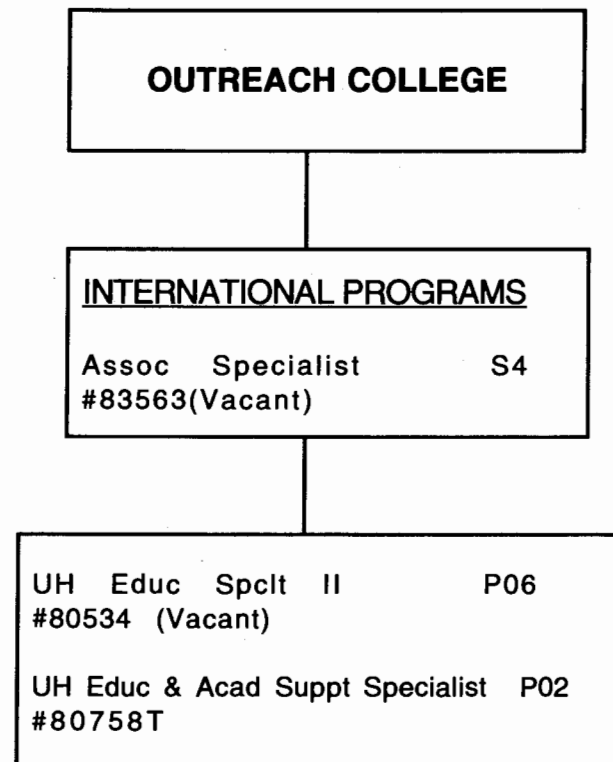 OUTREACH COLLEGE
INTERNATIONAL PROGRAMS
Assoc Specialist S4
#83563(Vacant)
UH Educ Spclt II P06
#80534 (Vacant)
UH Educ & Acad Suppt Specialist P02
#80758T